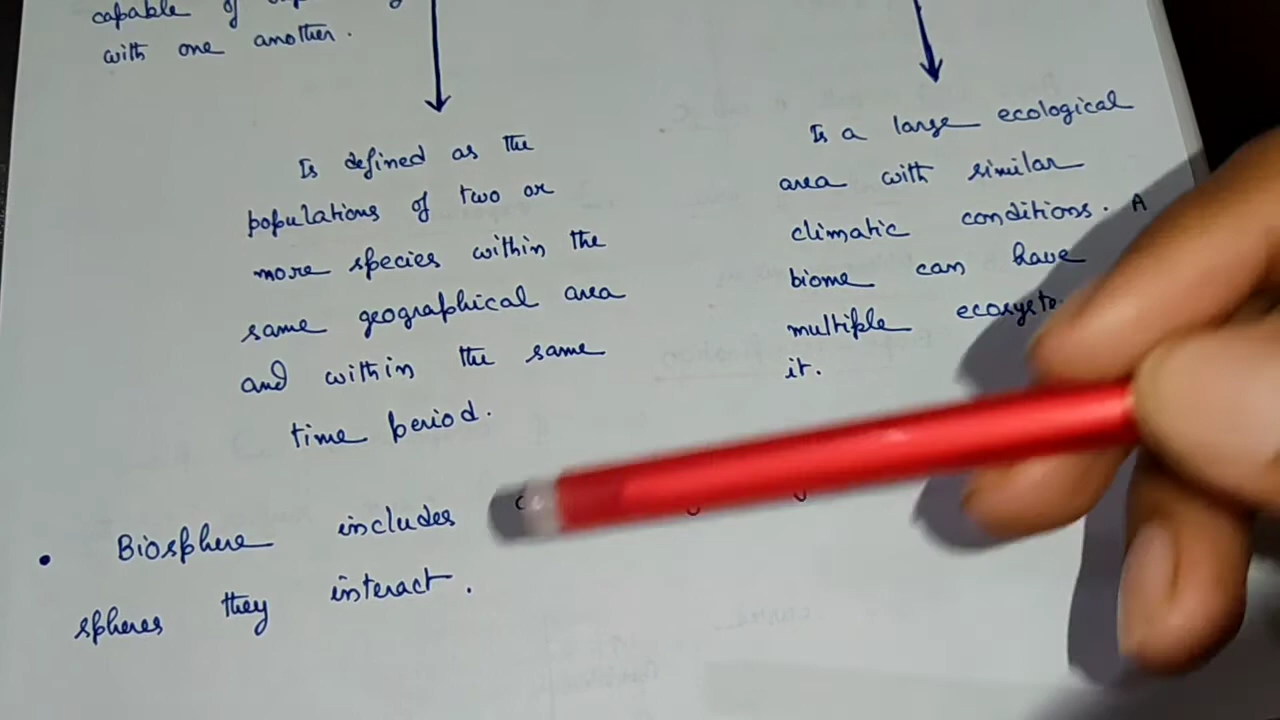 capable of
with one another.
Is defined as the
populations of two or
more species within the
same geographical area
and within the same
time period.
Is a large ecological
area with similar
climatic conditions. A
biome can have
multiple
it.
• Biosphere includes
spheres they interact.